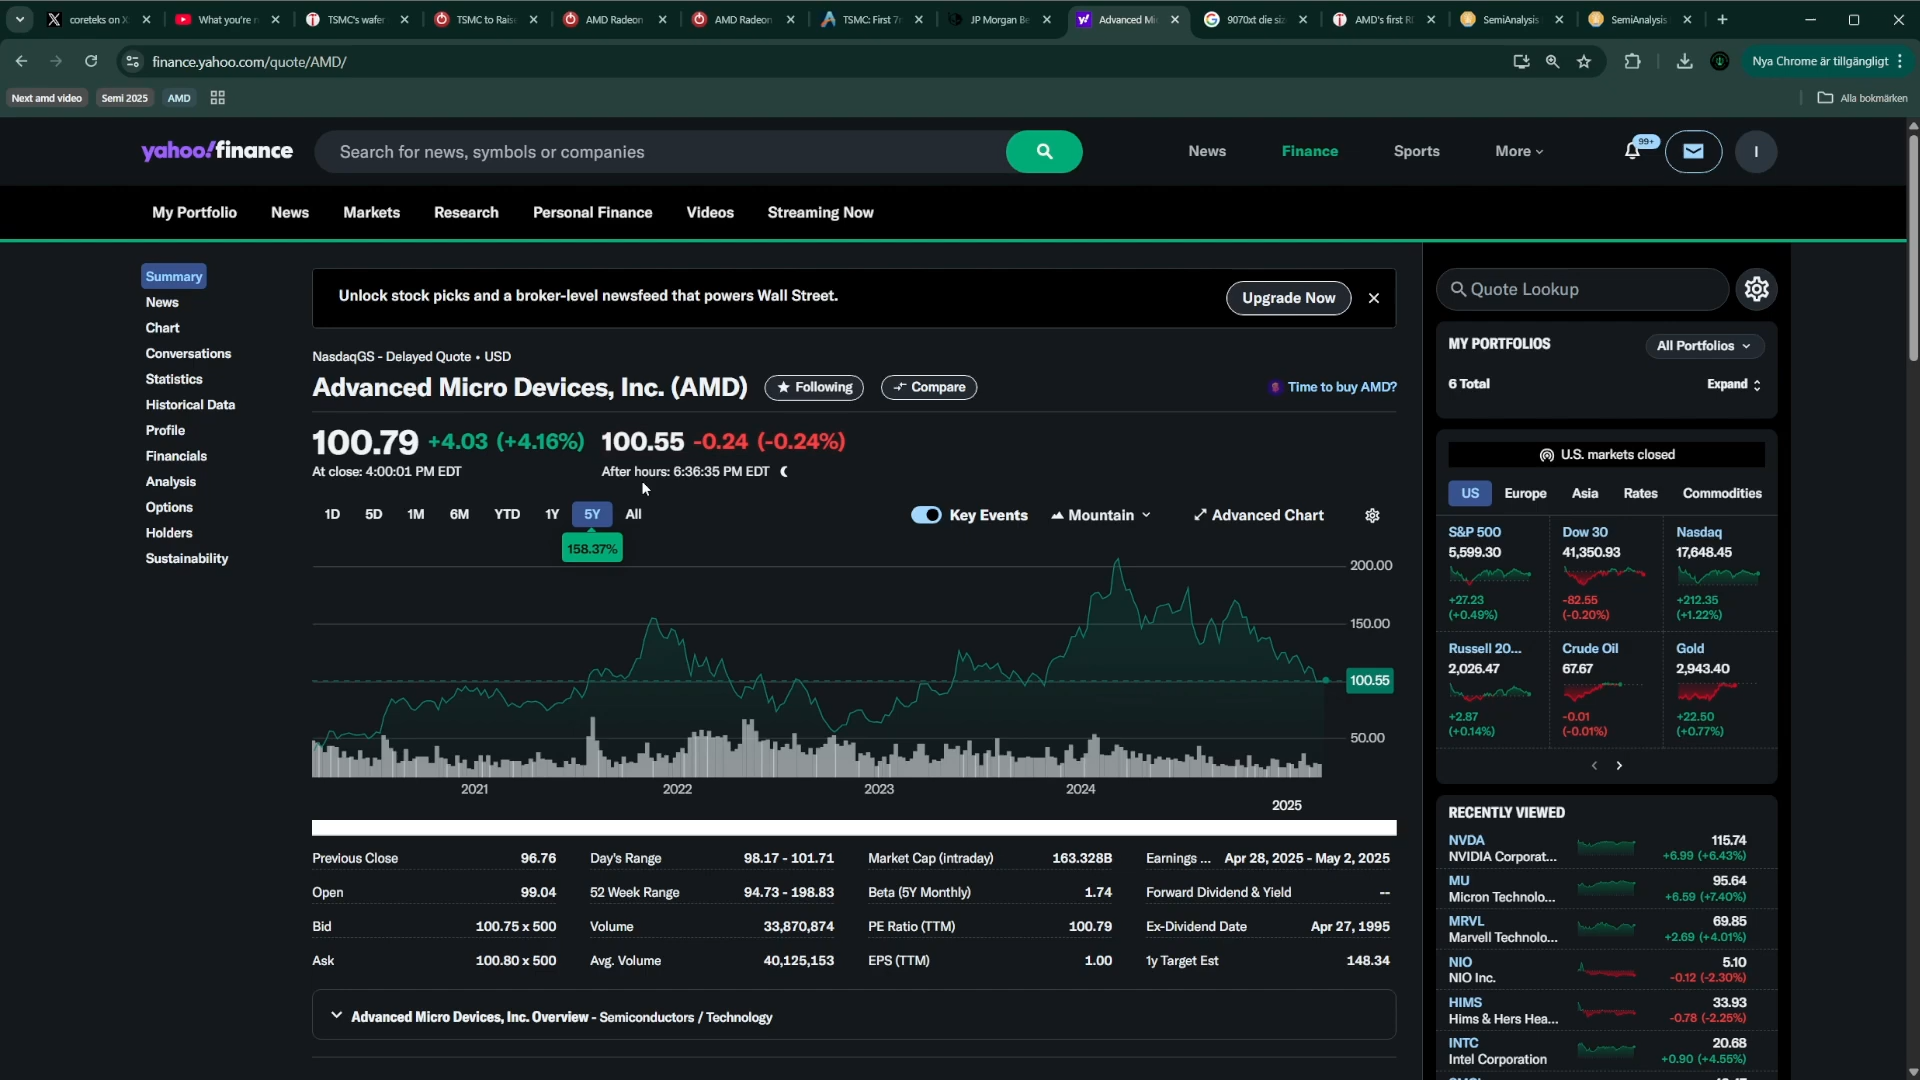 coreteks on X
What you're n
TSMC's wafer
TSMC to Rais
AMD Radeon
AMD Radeon
TSMC: First 7n
JP Morgan Be
Advanced Mi
9070xt die siz
AMD's first RI
SemiAnalysis
SemiAnalysis
finance.yahoo.com/quote/AMD/
Nya Chrome är tillgängligt
Next amd video
Semi 2025
AMD
Alla bokmärken
yahoo!finance
Search for news, symbols or companies
News
Finance
Sports
More
99+
I
My Portfolio
News
Markets
Research
Personal Finance
Videos
Streaming Now
Summary
News
Chart
Conversations
Statistics
Historical Data
Profile
Financials
Analysis
Options
Holders
Sustainability
Unlock stock picks and a broker-level newsfeed that powers Wall Street.
Upgrade Now
NasdaqGS - Delayed Quote • USD
Advanced Micro Devices, Inc. (AMD)
Following
Compare
Time to buy AMD?
100.79 +4.03 (+4.16%)
100.55 -0.24 (-0.24%)
At close: 4:00:01 PM EDT
After hours: 6:36:35 PM EDT
1D 5D 1M 6M YTD 1Y 5Y All
158.37%
Key Events
Mountain
Advanced Chart
200.00
150.00
100.55
50.00
2021 2022 2023 2024
2025
Previous Close 96.76
Day's Range 98.17 - 101.71
Market Cap (intraday) 163.328B
Earnings ... Apr 28, 2025 - May 2, 2025
Open 99.04
52 Week Range 94.73 - 198.83
Beta (5Y Monthly) 1.74
Forward Dividend & Yield --
Bid 100.75 x 500
Volume 33,870,874
PE Ratio (TTM) 100.79
Ex-Dividend Date Apr 27, 1995
Ask 100.80 x 500
Avg. Volume 40,125,153
EPS (TTM) 1.00
1y Target Est 148.34
Advanced Micro Devices, Inc. Overview - Semiconductors / Technology
Quote Lookup
MY PORTFOLIOS
All Portfolios
6 Total
Expand
U.S. markets closed
US Europe Asia Rates Commodities
S&P 500
5,599.30
+27.23
(+0.49%)
Dow 30
41,350.93
-82.55
(-0.20%)
Nasdaq
17,648.45
+212.35
(+1.22%)
Russell 20...
2,026.47
+2.87
(+0.14%)
Crude Oil
67.67
-0.01
(-0.01%)
Gold
2,943.40
+22.50
(+0.77%)
RECENTLY VIEWED
NVDA 115.74
NVIDIA Corporat... +6.99 (+6.43%)
MU 95.64
Micron Technolo... +6.59 (+7.40%)
MRVL 69.85
Marvell Technolo... +2.69 (+4.01%)
NIO 5.10
NIO Inc. -0.12 (-2.30%)
HIMS 33.93
Hims & Hers Hea... -0.78 (-2.25%)
INTC 20.68
Intel Corporation +0.90 (+4.55%)